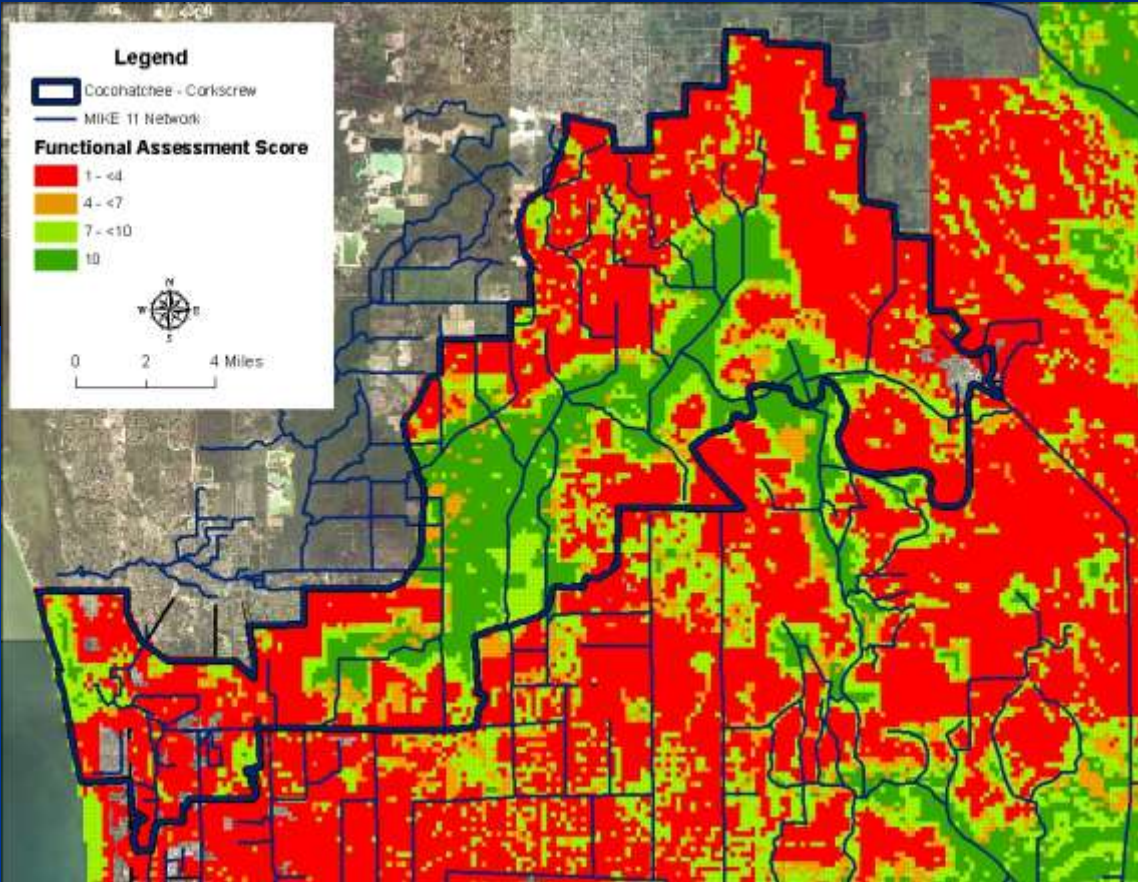 Legend
Cocohatchee - Corkscrew
MIKE 11 Network
Functional Assessment Score
1 - <4
4 - <7
7 - <10
10
N
W E
S
0 2 4 Miles